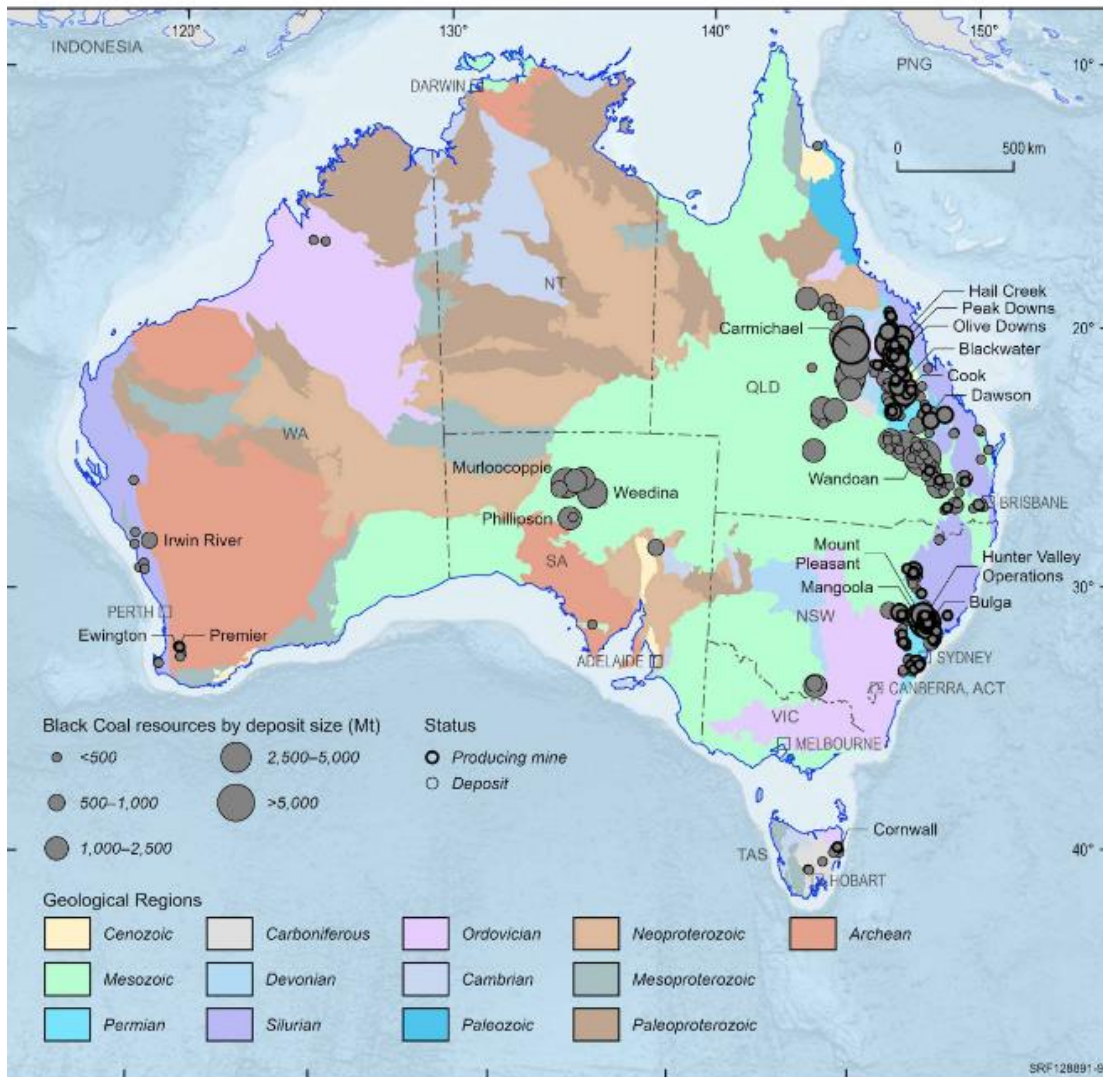 120°
130°
140°
150°
INDONESIA
PNG
10°
DARWIN
0
500 km
NT
Hail Creek
Peak Downs
Olive Downs
20°
Carmichael
Blackwater
Cook
QLD
Dawson
WA
Murloocoppie
Weedina
Wandoan
BRISBANE
Phillipson
Irwin River
Mount
Pleasant
Hunter Valley
Operations
SA
30°
Mangoola
Bulga
PERTH
NSW
Ewington
Premier
SYDNEY
ADELAIDE
CANBERRA, ACT
VIC
MELBOURNE
Black Coal resources by deposit size (Mt)
<500
2,500–5,000
500–1,000
>5,000
1,000–2,500
Status
Producing mine
Deposit
Cornwall
TAS
40°
HOBART
Geological Regions
Cenozoic
Carboniferous
Ordovician
Neoproterozoic
Archean
Mesozoic
Devonian
Cambrian
Mesoproterozoic
Permian
Silurian
Paleozoic
Paleoproterozoic
SRF128891-9